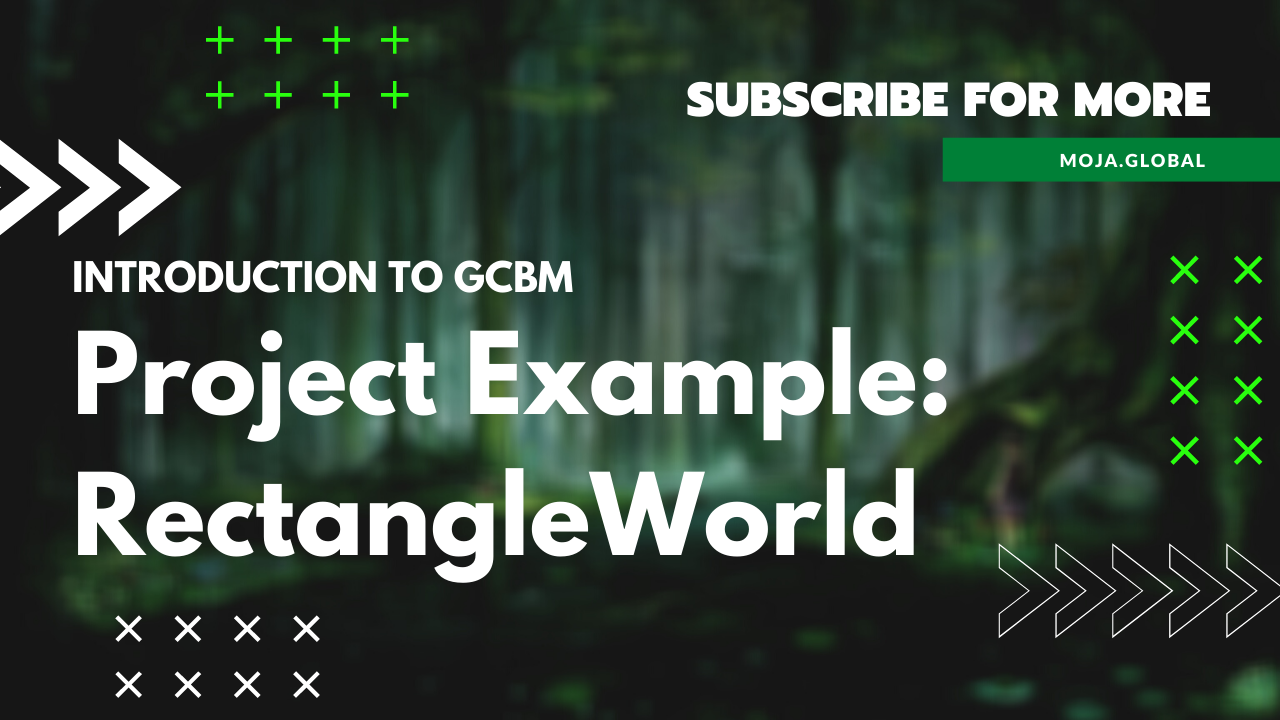 SUBSCRIBE FOR MORE
MOJA.GLOBAL
INTRODUCTION TO GCBM
Project Example:
RectangleWorld